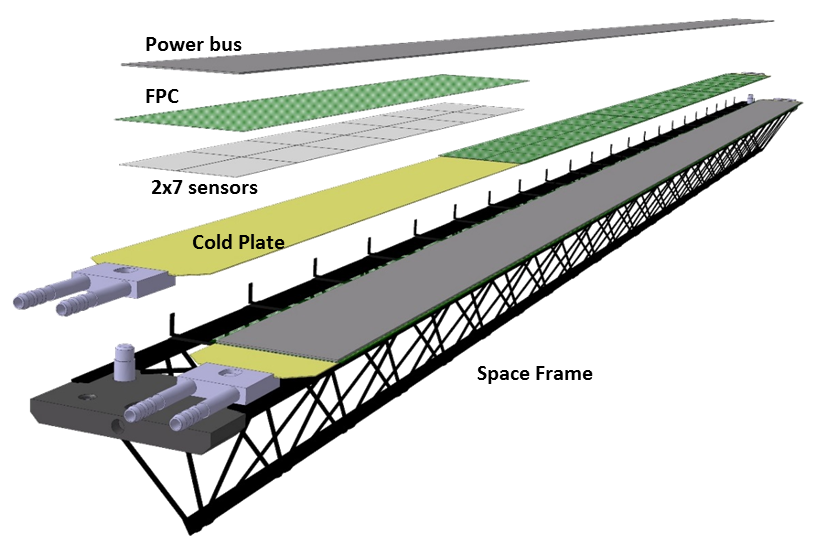 Power bus
FPC
2x7 sensors
Cold Plate
Space Frame